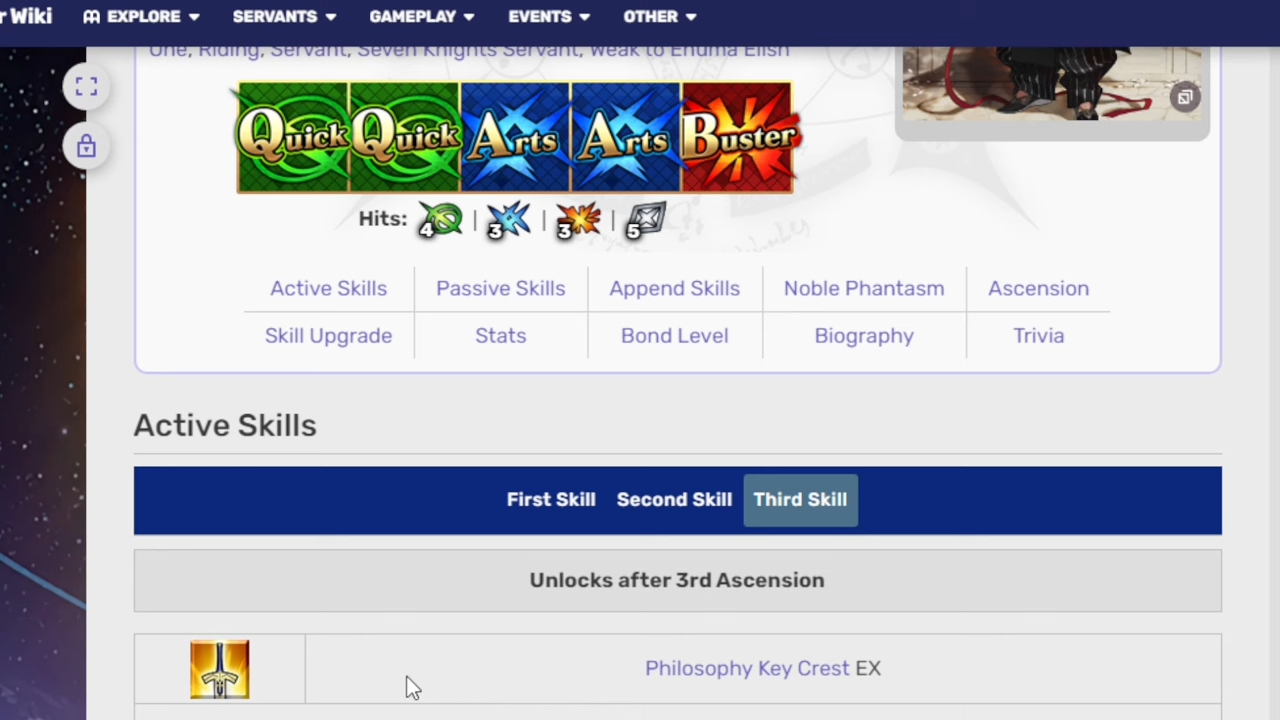 r Wiki EXPLORE SERVANTS GAMEPLAY EVENTS OTHER
One, Riding, Servant, Seven Knights Servant, Weak to Enuma Elish
Quick Quick Arts Arts Buster
Hits: 4 | 3 | 3 | 5
Active Skills Passive Skills Append Skills Noble Phantasm Ascension
Skill Upgrade Stats Bond Level Biography Trivia
Active Skills
First Skill Second Skill Third Skill
Unlocks after 3rd Ascension
Philosophy Key Crest EX